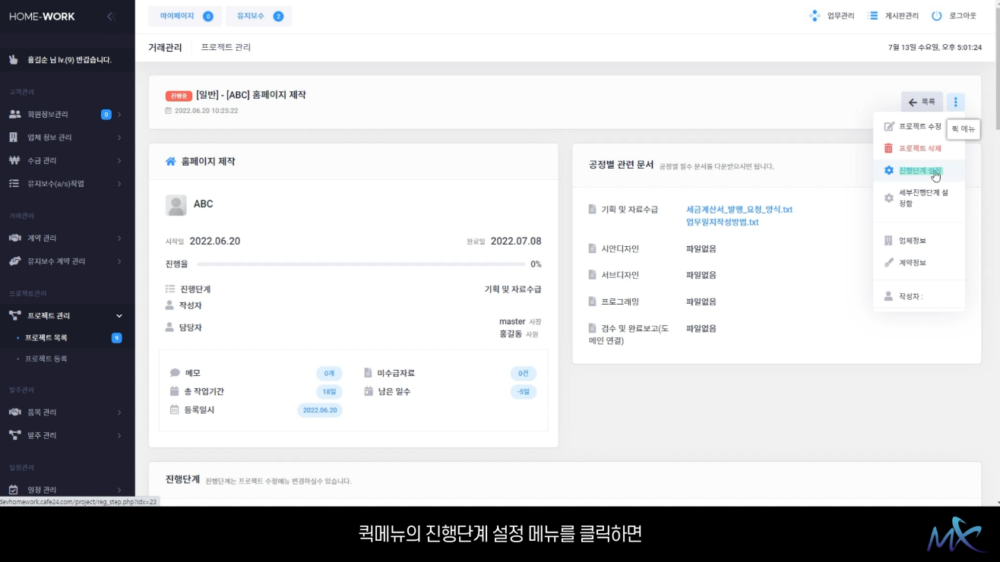 HOME-WORK
마이페이지 0
유지보수 2
업무관리
게시판관리
로그아웃
홍길순 님 lv.(9) 반갑습니다.
거래관리 프로젝트 관리
7월 13일 수요일, 오후 5:01:24
고객관리
회원정보관리 0
업체 정보 관리
수금 관리
유지보수(a/s)작업
거래관리
계약 관리
유지보수 계약 관리
프로젝트관리
프로젝트 관리
프로젝트 목록 9
프로젝트 등록
발주관리
품목 관리
발주 관리
일정관리
일정 관리
devhomework.cafe24.com/project/reg_step.php?idx=23
진행중 [일반] - [ABC] 홈페이지 제작
2022.06.20 10:25:22
목록
프로젝트 수정
퀵 메뉴
프로젝트 삭제
진행단계 설정
세부진행단계 설
정함
업체정보
계약정보
작성자 :
홈페이지 제작
ABC
시작일 2022.06.20
완료일 2022.07.08
진행율 0%
진행단계 기획 및 자료수급
작성자
담당자
master 사장
홍길동 사원
메모 0개
미수급자료 0건
총 작업기간 18일
남은 일수 -5일
등록일시 2022.06.20
공정별 관련 문서 공정별 필수 문서를 다운받으시면 됩니다.
기획 및 자료수급
세금계산서_발행_요청_양식.txt
업무일지작성방법.txt
시안디자인 파일없음
서브디자인 파일없음
프로그래밍 파일없음
검수 및 완료보고(도 파일없음
메인 연결)
진행단계 진행단계는 프로젝트 수정메뉴 변경하실수 있습니다.
퀵메뉴의 진행단계 설정 메뉴를 클릭하면
MX